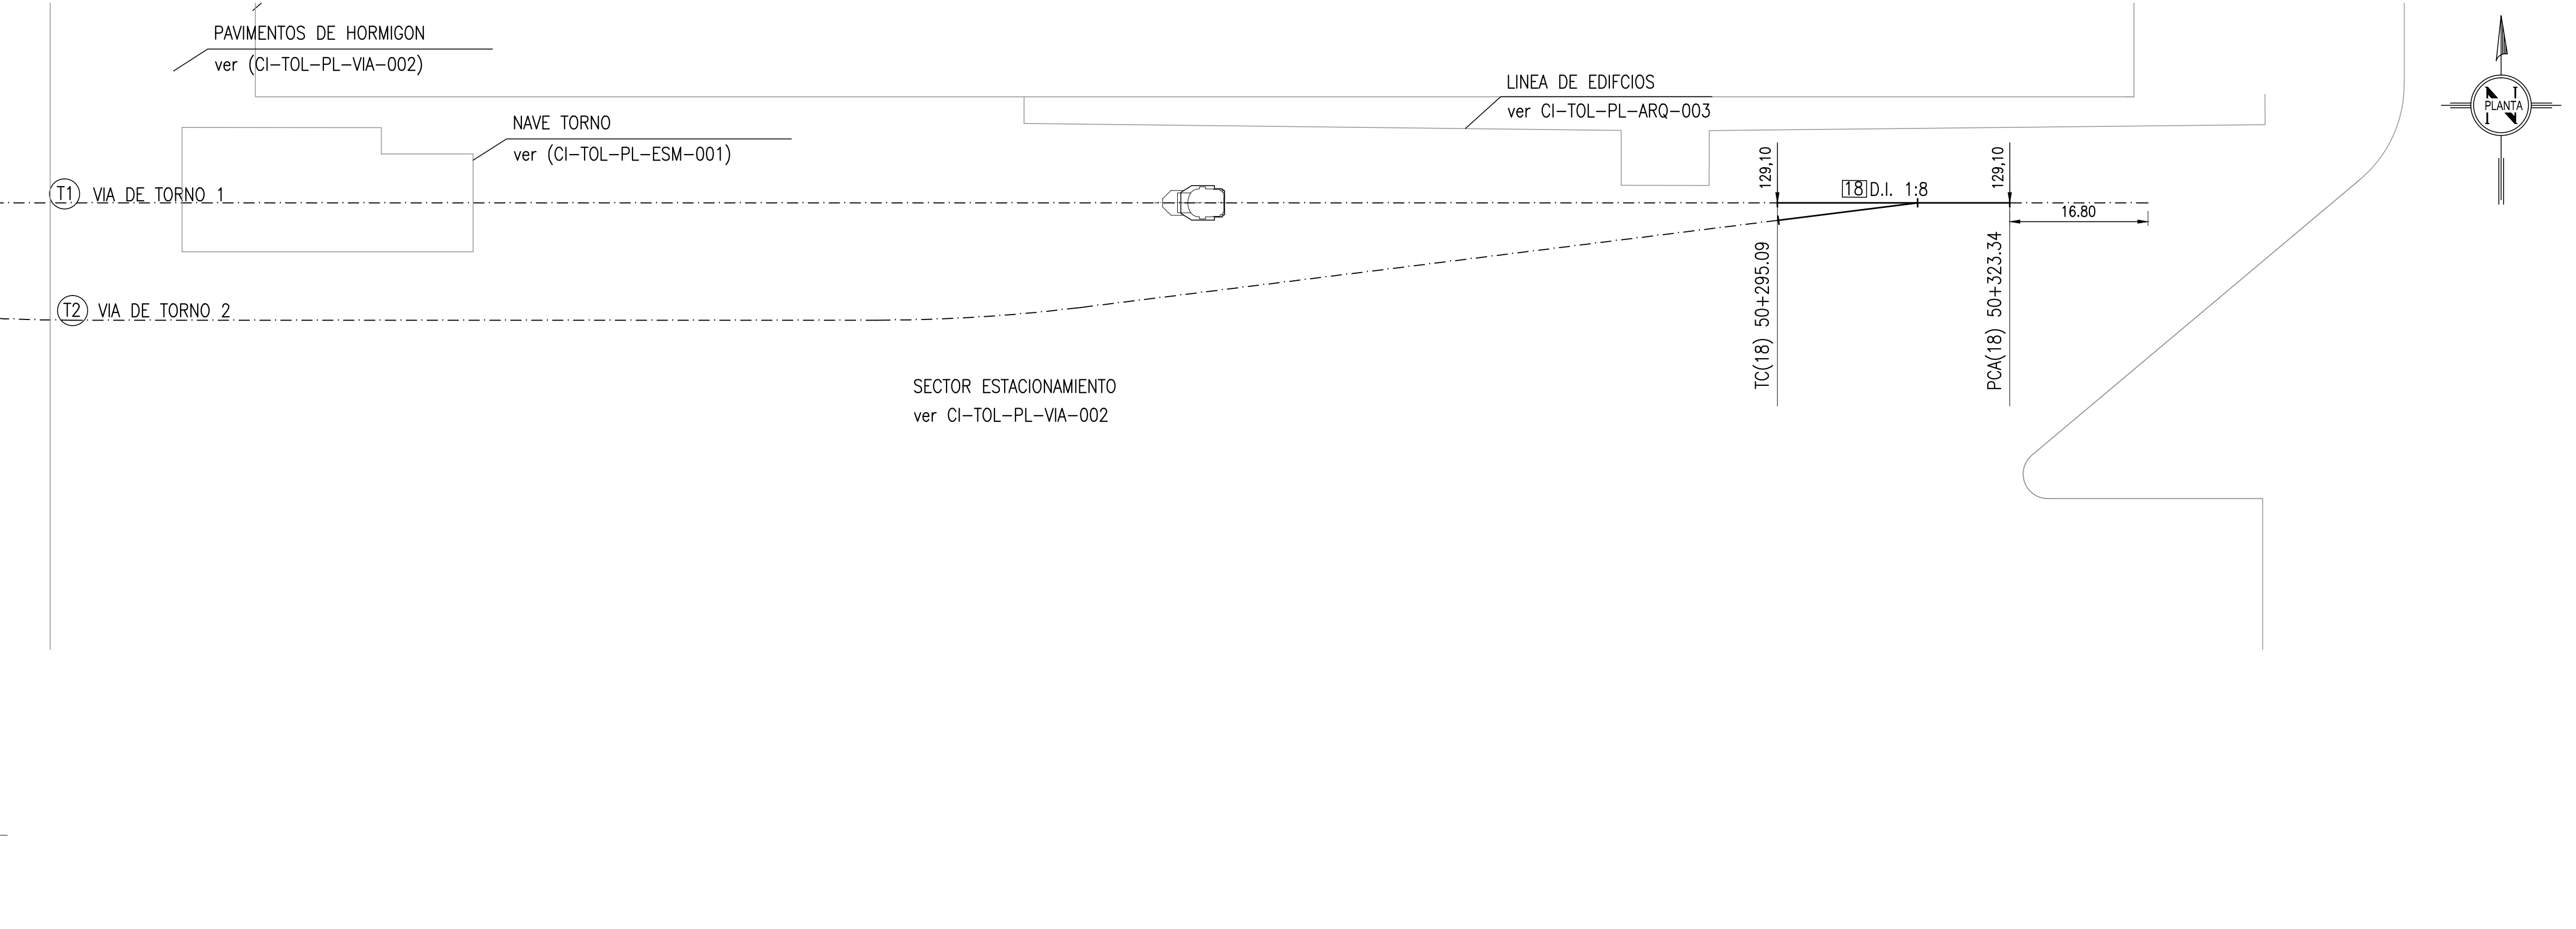 PAVIMENTOS DE HORMIGON
ver (CI-TOL-PL-VIA-002)
NAVE TORNO
ver (CI-TOL-PL-ESM-001)
LINEA DE EDIFCIOS
ver CI-TOL-PL-ARQ-003
N
PLANTA
T1 VIA DE TORNO 1
129,10
18 D.I. 1:8
129,10
16.80
TC(18) 50+295.09
PCA(18) 50+323.34
T2 VIA DE TORNO 2
SECTOR ESTACIONAMIENTO
ver CI-TOL-PL-VIA-002